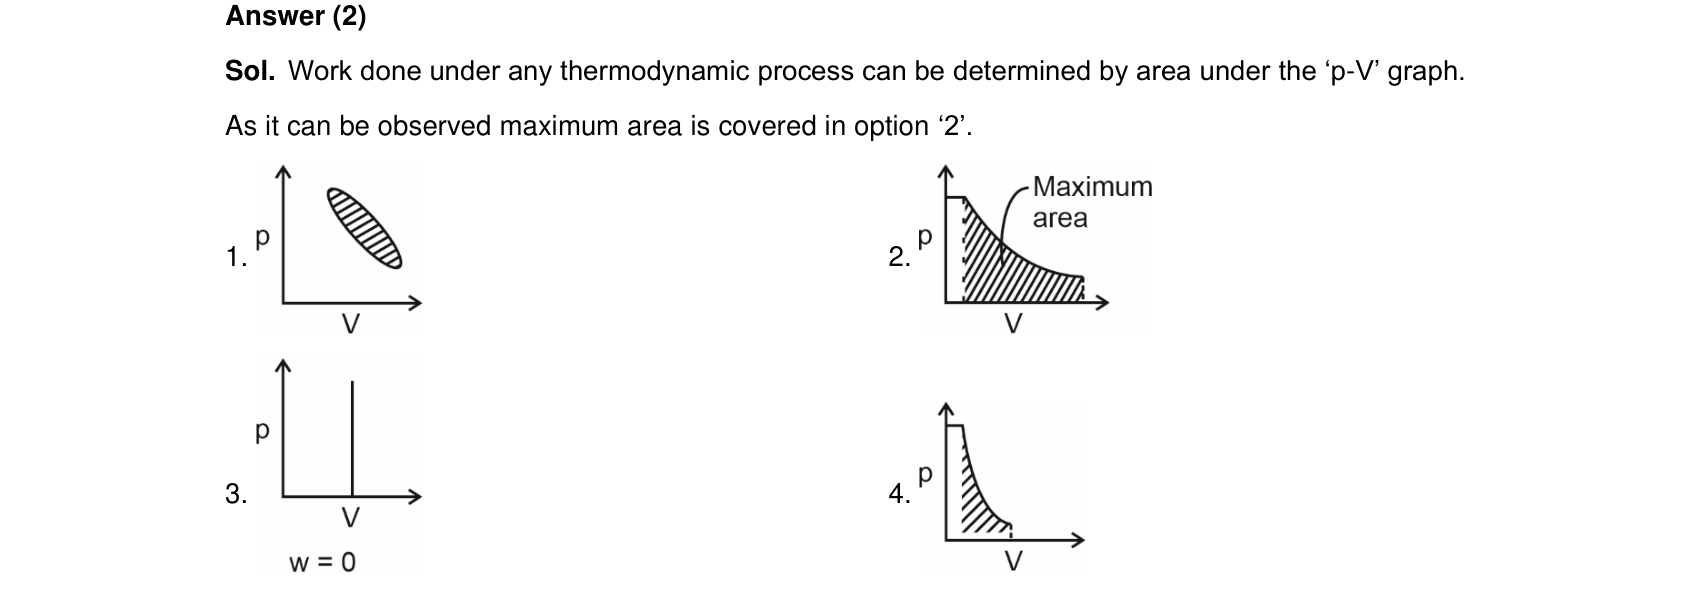 Answer (2)
Sol. Work done under any thermodynamic process can be determined by area under the ‘p-V’ graph.
As it can be observed maximum area is covered in option ‘2’.
1.
p
V
2.
p
Maximum
area
V
3.
p
V
w = 0
4.
p
V